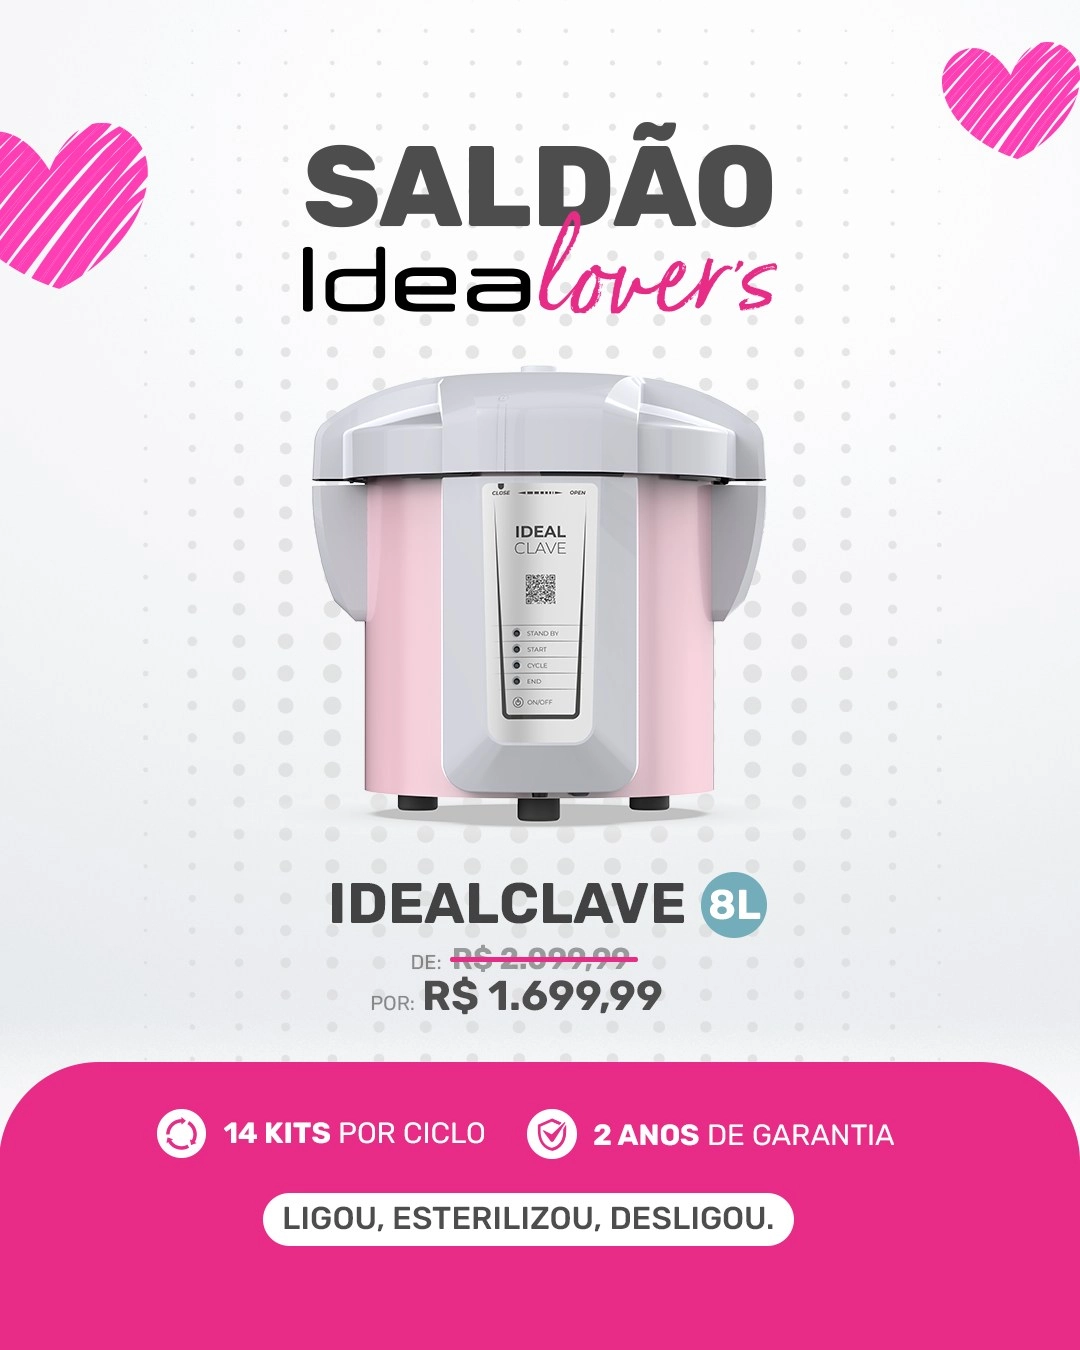 SALDÃO
Idealover's
CLOSE OPEN
IDEAL
CLAVE
STAND BY
START
CYCLE
END
ON/OFF
IDEALCLAVE 8L
DE: R$ 2.099,99
POR: R$ 1.699,99
14 KITS POR CICLO 2 ANOS DE GARANTIA
LIGOU, ESTERILIZOU, DESLIGOU.